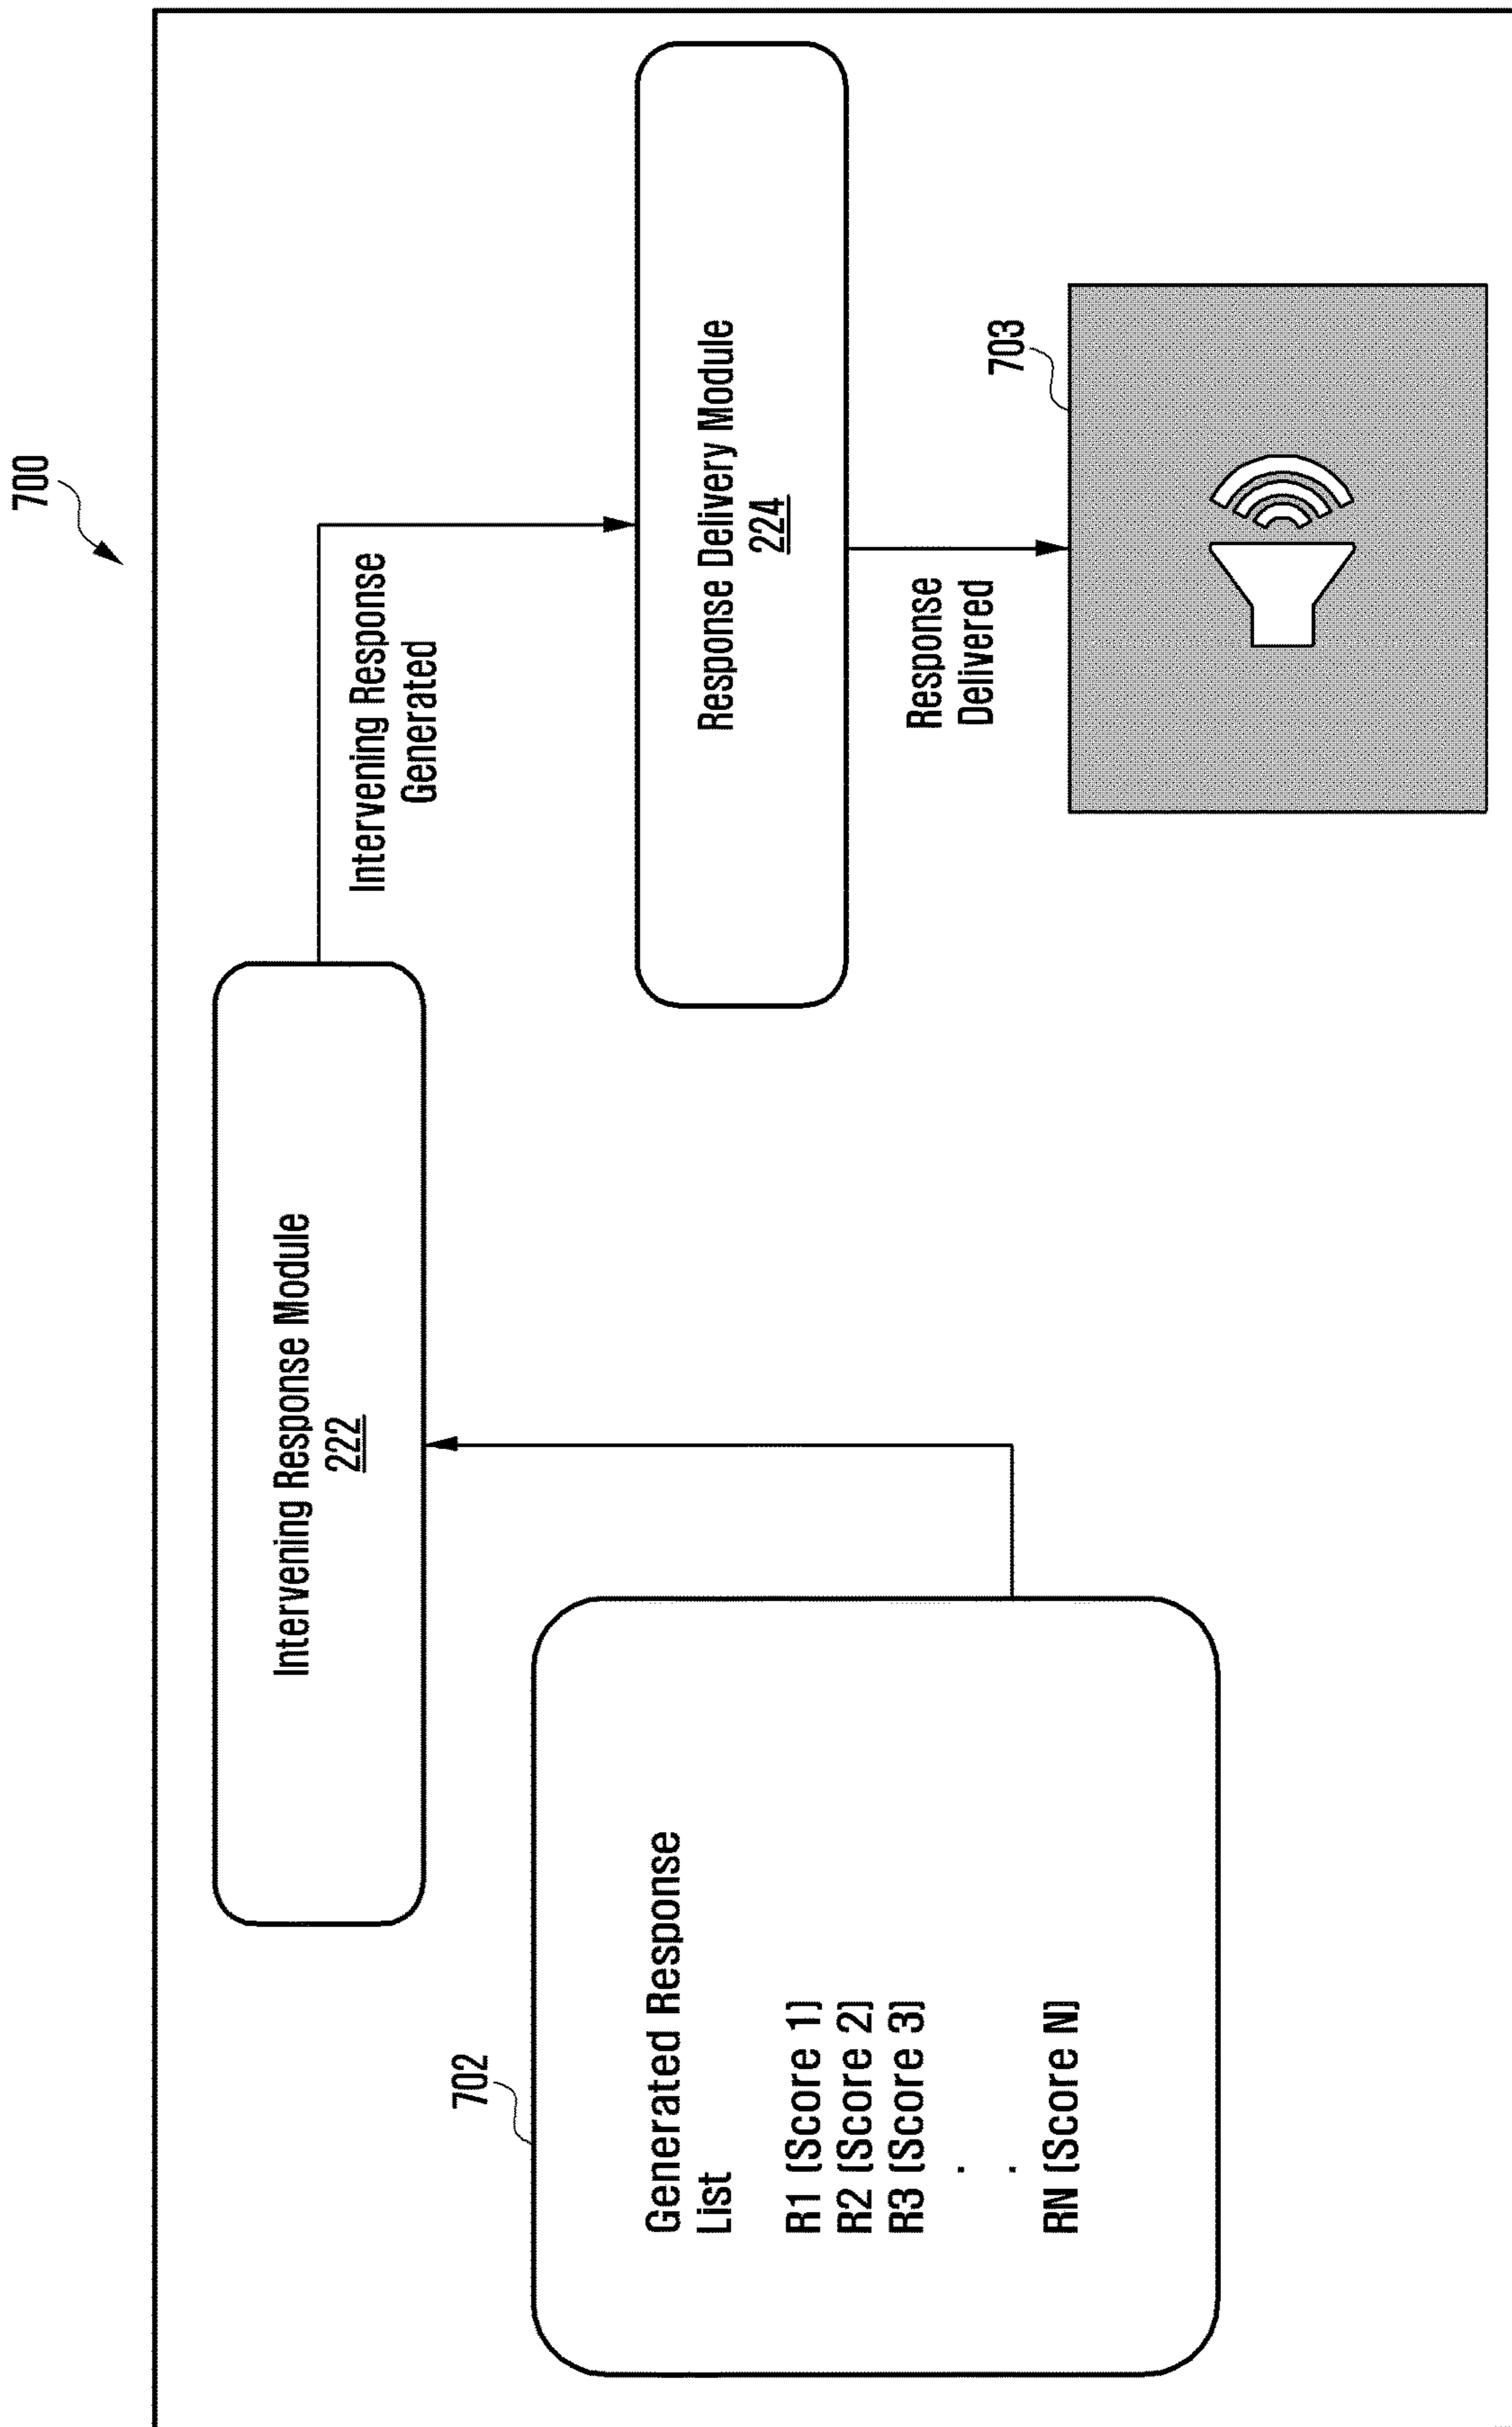 700
Intervening Response Module
222
Intervening Response
Generated
702
Generated Response
List
R1 (Score 1)
R2 (Score 2)
R3 (Score 3)
.
.
RN (Score N)
Response Delivery Module
224
Response
Delivered
703